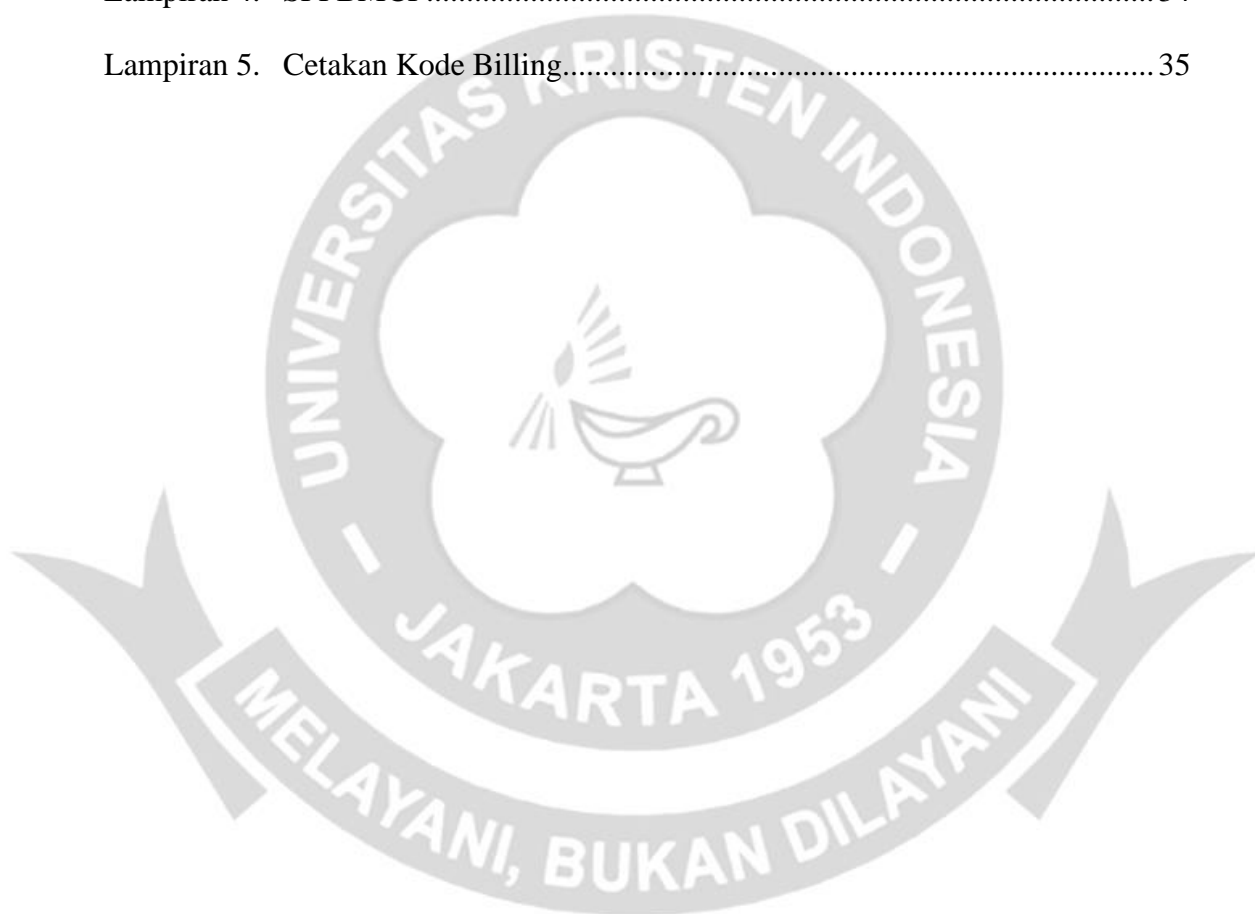 Lampiran 5. Cetakan Kode Billing.................................................................... 35
UNIVERSITAS KRISTEN INDONESIA
JAKARTA 1953
MELAYANI, BUKAN DILAYANI